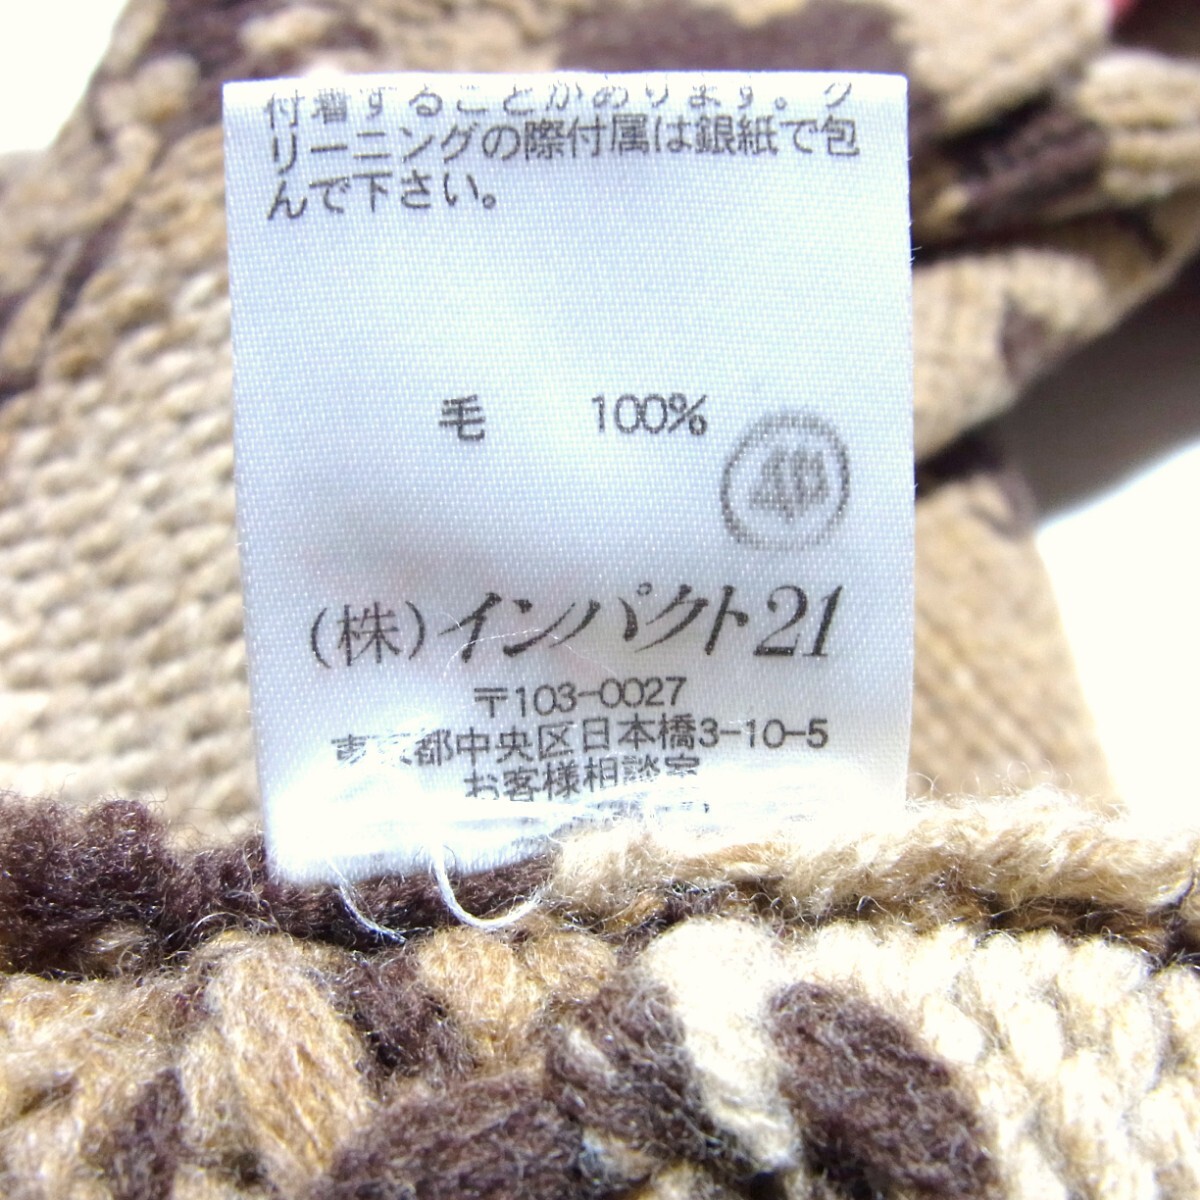 付着することがあります。ク
リーニングの際付属は銀紙で包
んで下さい。
毛 100%
(株)インパクト21
〒103-0027
東京都中央区日本橋3-10-5
お客様相談室